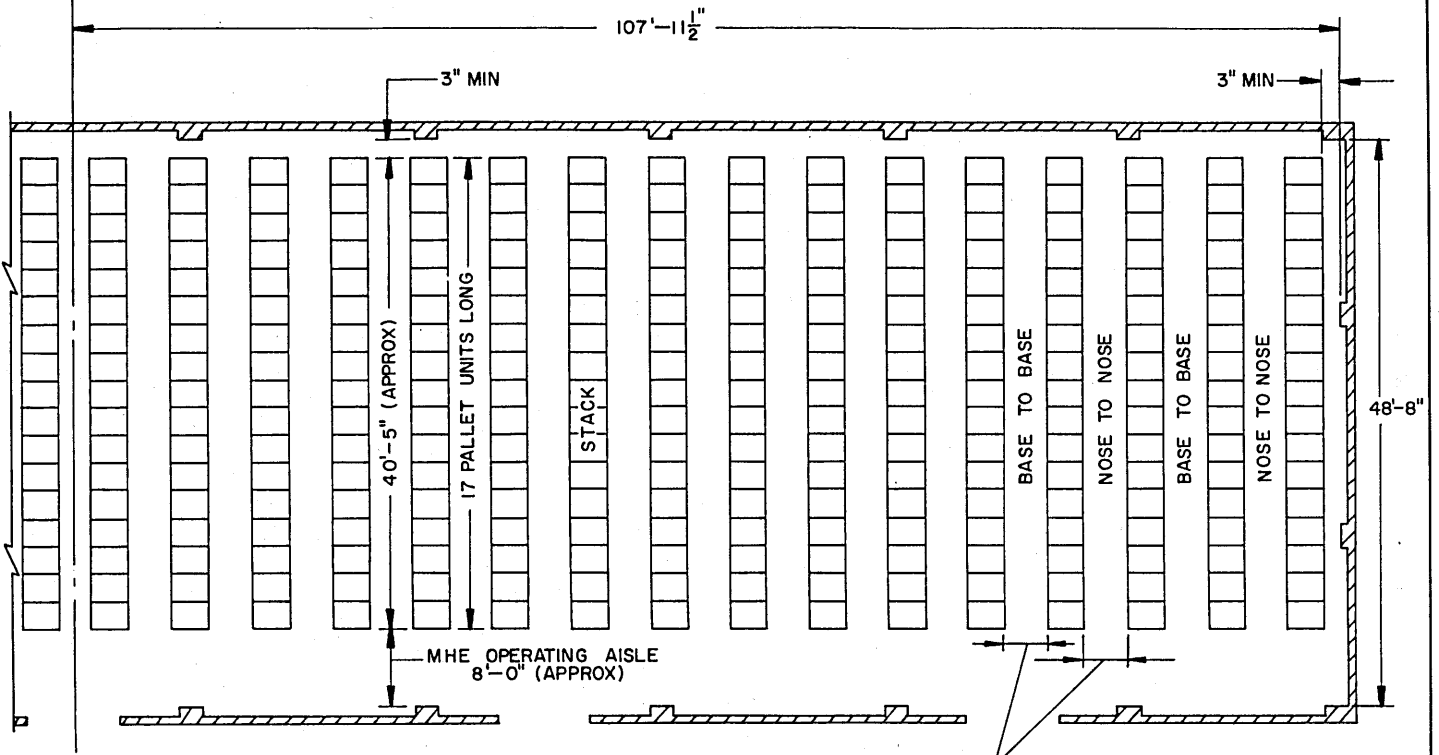 107'-11 1/2"
3" MIN
3" MIN
40'-5" (APPROX)
17 PALLET UNITS LONG
STACK
BASE TO BASE
NOSE TO NOSE
BASE TO BASE
NOSE TO NOSE
48'-8"
MHE OPERATING AISLE
8'-0" (APPROX)